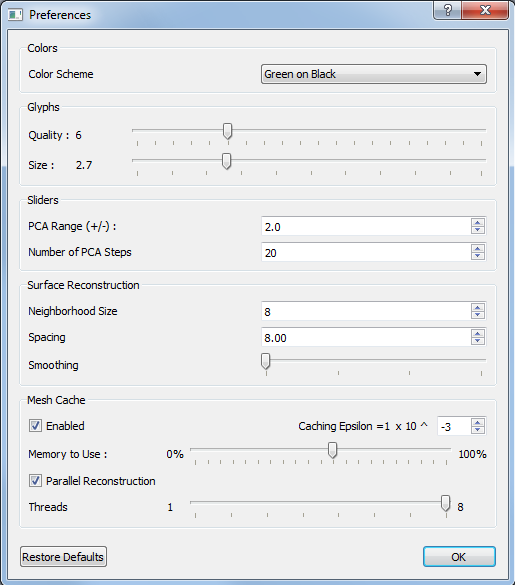 Preferences
Colors
Color Scheme Green on Black
Glyphs
Quality : 6
Size : 2.7
Sliders
PCA Range (+/-) : 2.0
Number of PCA Steps 20
Surface Reconstruction
Neighborhood Size 8
Spacing 8.00
Smoothing
Mesh Cache
Enabled Caching Epsilon =1 x 10 ^ -3
Memory to Use : 0% 100%
Parallel Reconstruction
Threads 1 8
Restore Defaults OK